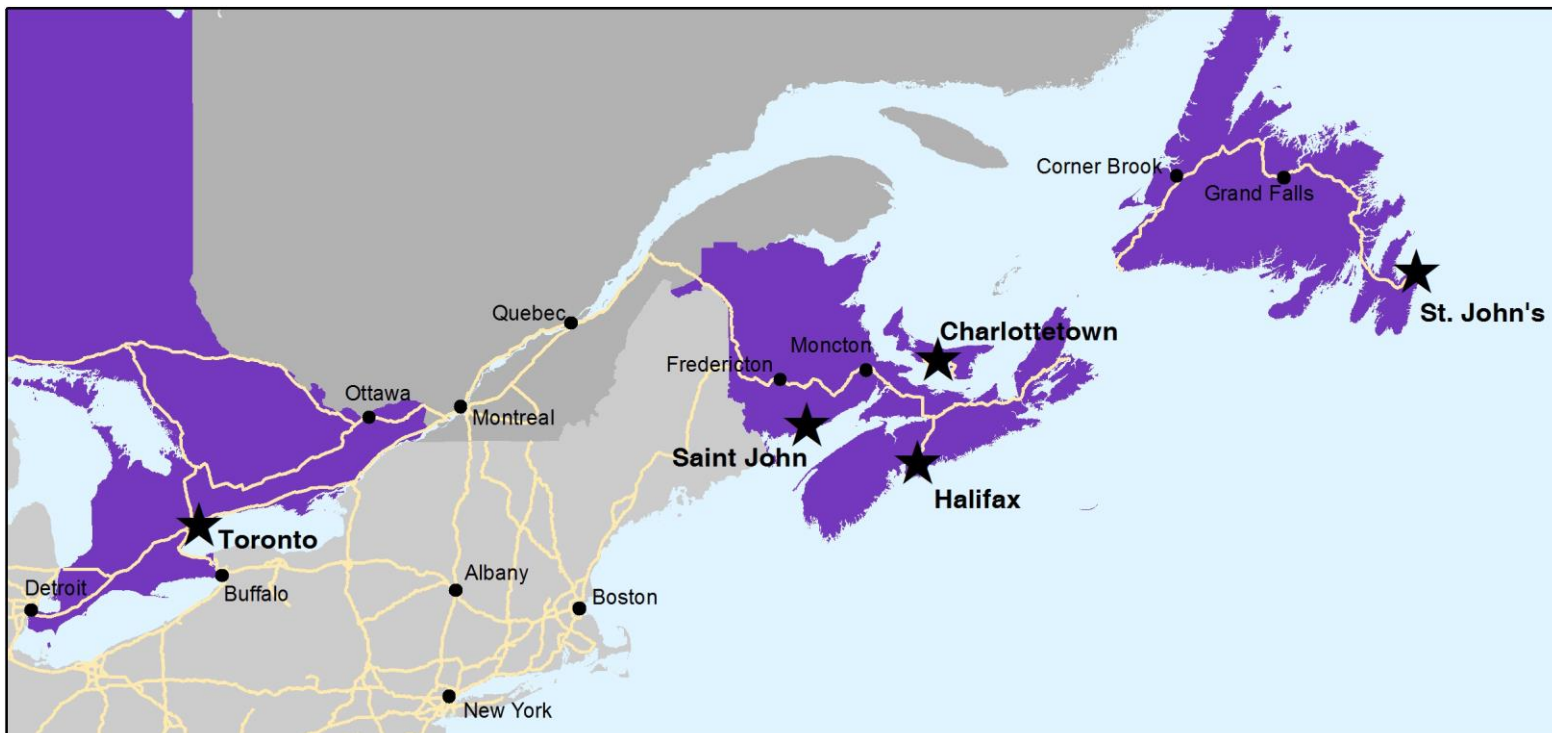 Corner Brook
Grand Falls
St. John's
Quebec
Charlottetown
Moncton
Fredericton
Ottawa
Montreal
Saint John
Halifax
Toronto
Detroit
Buffalo
Albany
Boston
New York